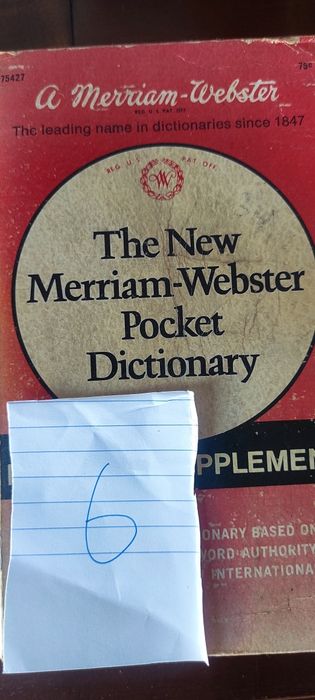 75427
75¢
A Merriam-Webster
REG. U.S. PAT. OFF.
The leading name in dictionaries since 1847
REG. U.S. PAT. OFF.
W
The New
Merriam-Webster
Pocket
Dictionary
PPLEMEN
6
ONARY BASED ON
WORD AUTHORITY
INTERNATIONA